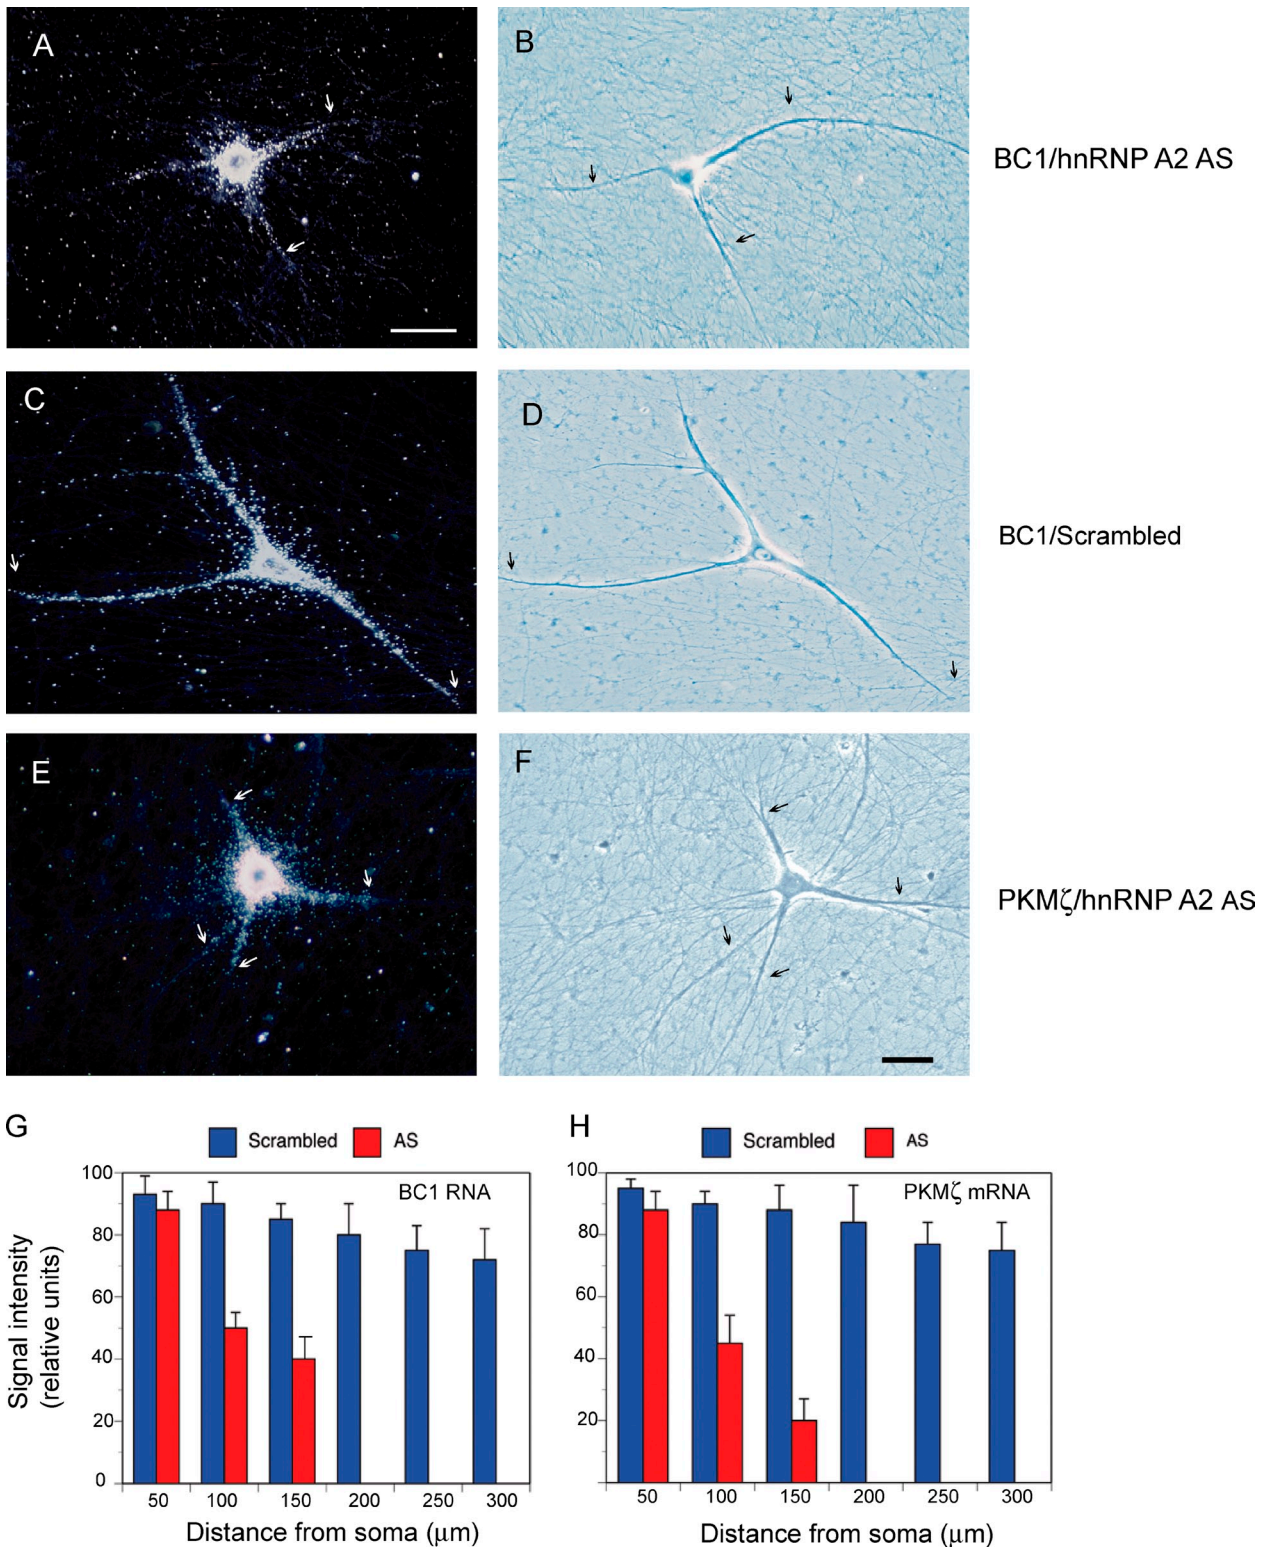 A
B
BC1/hnRNP A2 AS
C
D
BC1/Scrambled
E
F
PKMζ/hnRNP A2 AS
G
Scrambled
AS
BC1 RNA
Signal intensity
(relative units)
100
80
60
40
20
0
50 100 150 200 250 300
Distance from soma (μm)
H
Scrambled
AS
PKMζ mRNA
100
80
60
40
20
50 100 150 200 250 300
Distance from soma (μm)